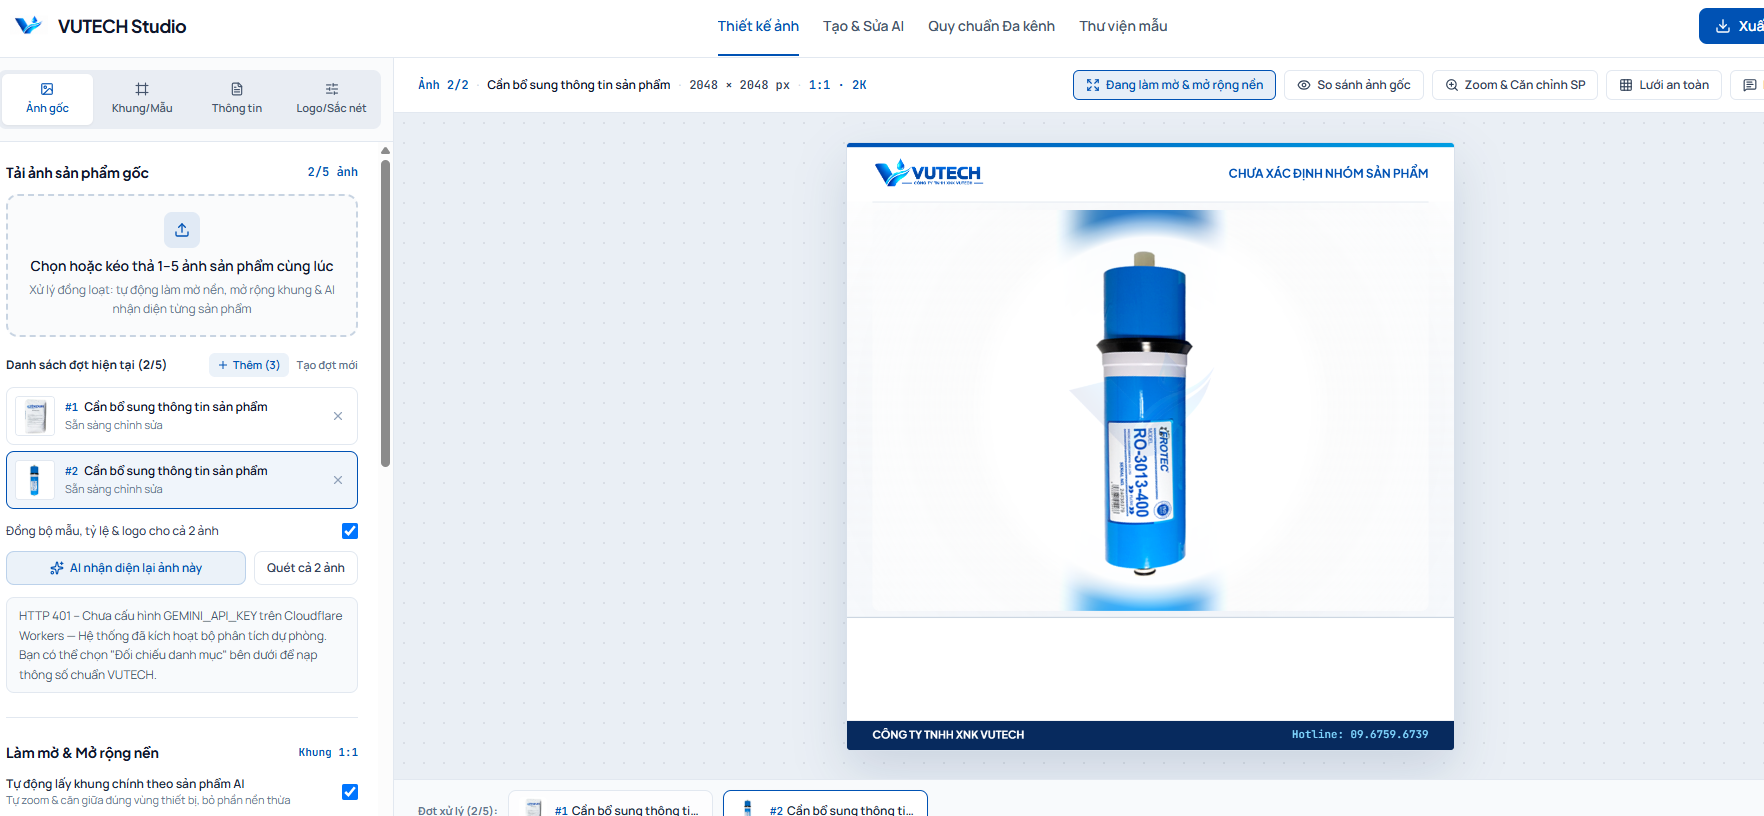 VUTECH Studio
Thiết kế ảnh
Tạo & Sửa AI
Quy chuẩn Đa kênh
Thư viện mẫu
Ảnh gốc
Khung/Mẫu
Thông tin
Logo/Sắc nét
Ảnh 2/2 · Cần bổ sung thông tin sản phẩm · 2048 × 2048 px · 1:1 · 2K
Đang làm mờ & mở rộng nền
So sánh ảnh gốc
Zoom & Căn chỉnh SP
Lưới an toàn
Tải ảnh sản phẩm gốc
2/5 ảnh
Chọn hoặc kéo thả 1–5 ảnh sản phẩm cùng lúc
Xử lý đồng loạt: tự động làm mờ nền, mở rộng khung & AI
nhận diện từng sản phẩm
Danh sách đợt hiện tại (2/5)
+ Thêm (3)
Tạo đợt mới
#1 Cần bổ sung thông tin sản phẩm
Sẵn sàng chỉnh sửa
#2 Cần bổ sung thông tin sản phẩm
Sẵn sàng chỉnh sửa
Đồng bộ mẫu, tỷ lệ & logo cho cả 2 ảnh
AI nhận diện lại ảnh này
Quét cả 2 ảnh
HTTP 401 – Chưa cấu hình GEMINI_API_KEY trên Cloudflare
Workers — Hệ thống đã kích hoạt bộ phân tích dự phòng.
Bạn có thể chọn "Đối chiếu danh mục" bên dưới để nạp
thông số chuẩn VUTECH.
Làm mờ & Mở rộng nền
Khung 1:1
Tự động lấy khung chính theo sản phẩm AI
Tự zoom & căn giữa đúng vùng thiết bị, bỏ phần nền thừa
VUTECH
CÔNG TY TNHH XNK VUTECH
CHƯA XÁC ĐỊNH NHÓM SẢN PHẨM
RO-3013-400
CÔNG TY TNHH XNK VUTECH
Hotline: 09.6759.6739
Đợt xử lý (2/5):
#1 Cần bổ sung thông ti...
#2 Cần bổ sung thông ti...